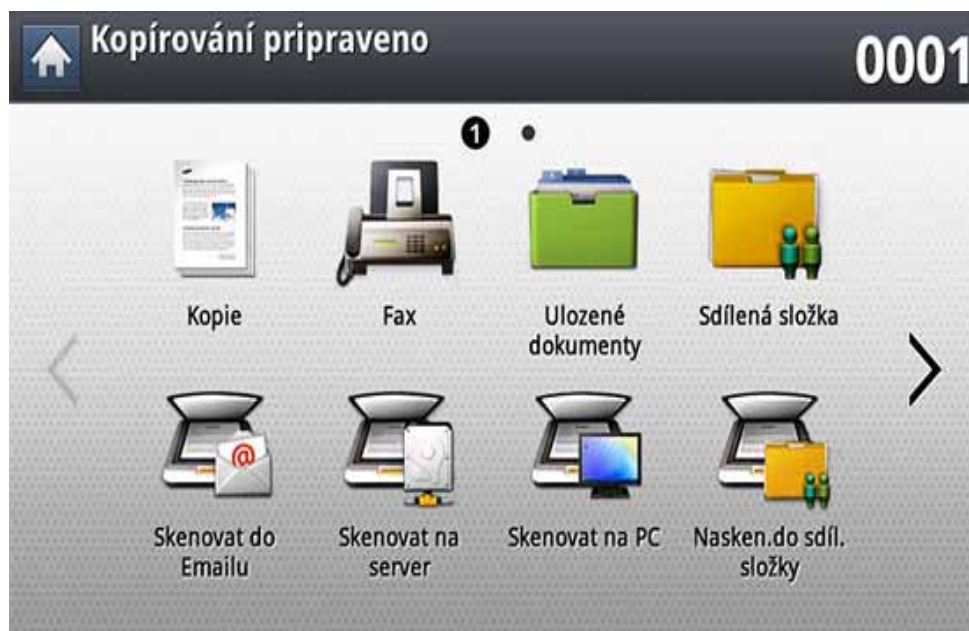 Kopírování pripraveno
0001
1
Kopie
Fax
Ulozené
dokumenty
Sdílená složka
Skenovat do
Emailu
Skenovat na
server
Skenovat na PC
Nasken.do sdíl.
složky